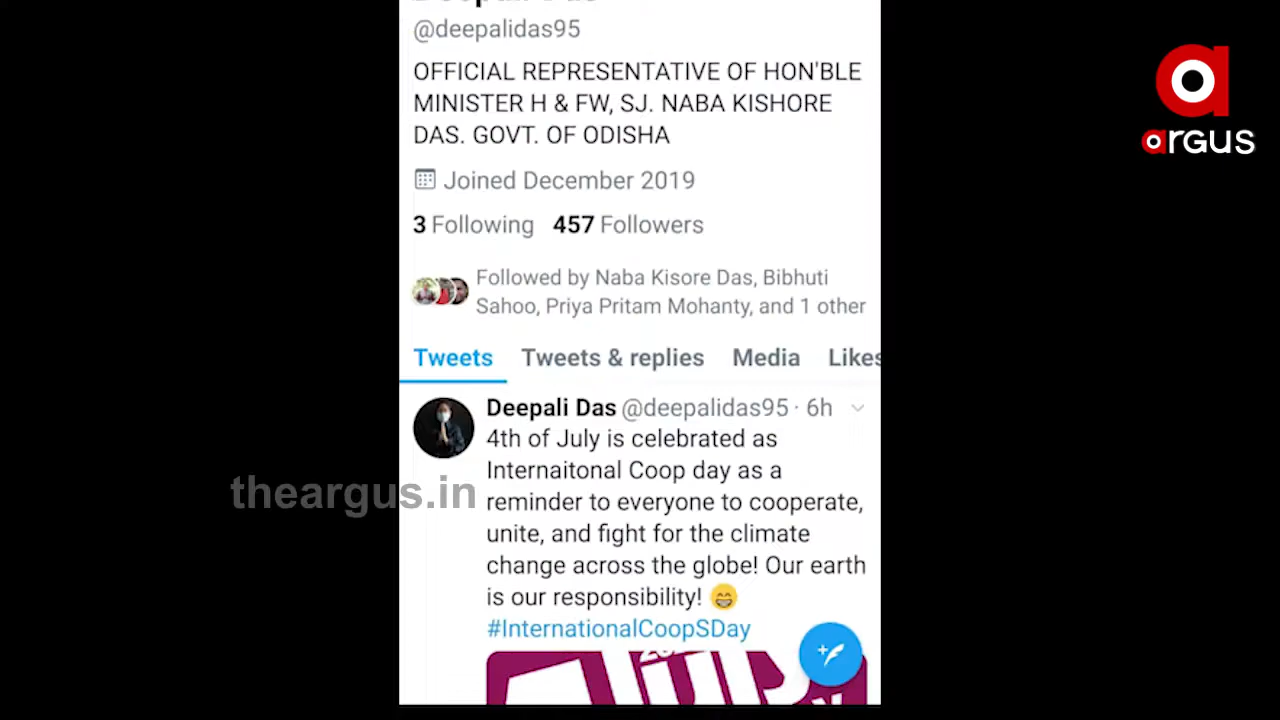 @deepalidas95
OFFICIAL REPRESENTATIVE OF HON'BLE
MINISTER H & FW, SJ. NABA KISHORE
DAS. GOVT. OF ODISHA
Joined December 2019
3 Following 457 Followers
Followed by Naba Kisore Das, Bibhuti
Sahoo, Priya Pritam Mohanty, and 1 other
Tweets Tweets & replies Media Likes
Deepali Das @deepalidas95 · 6h
4th of July is celebrated as
Internaitonal Coop day as a
reminder to everyone to cooperate,
unite, and fight for the climate
change across the globe! Our earth
is our responsibility! 😁
#InternationalCoopSDay
argus
theargus.in